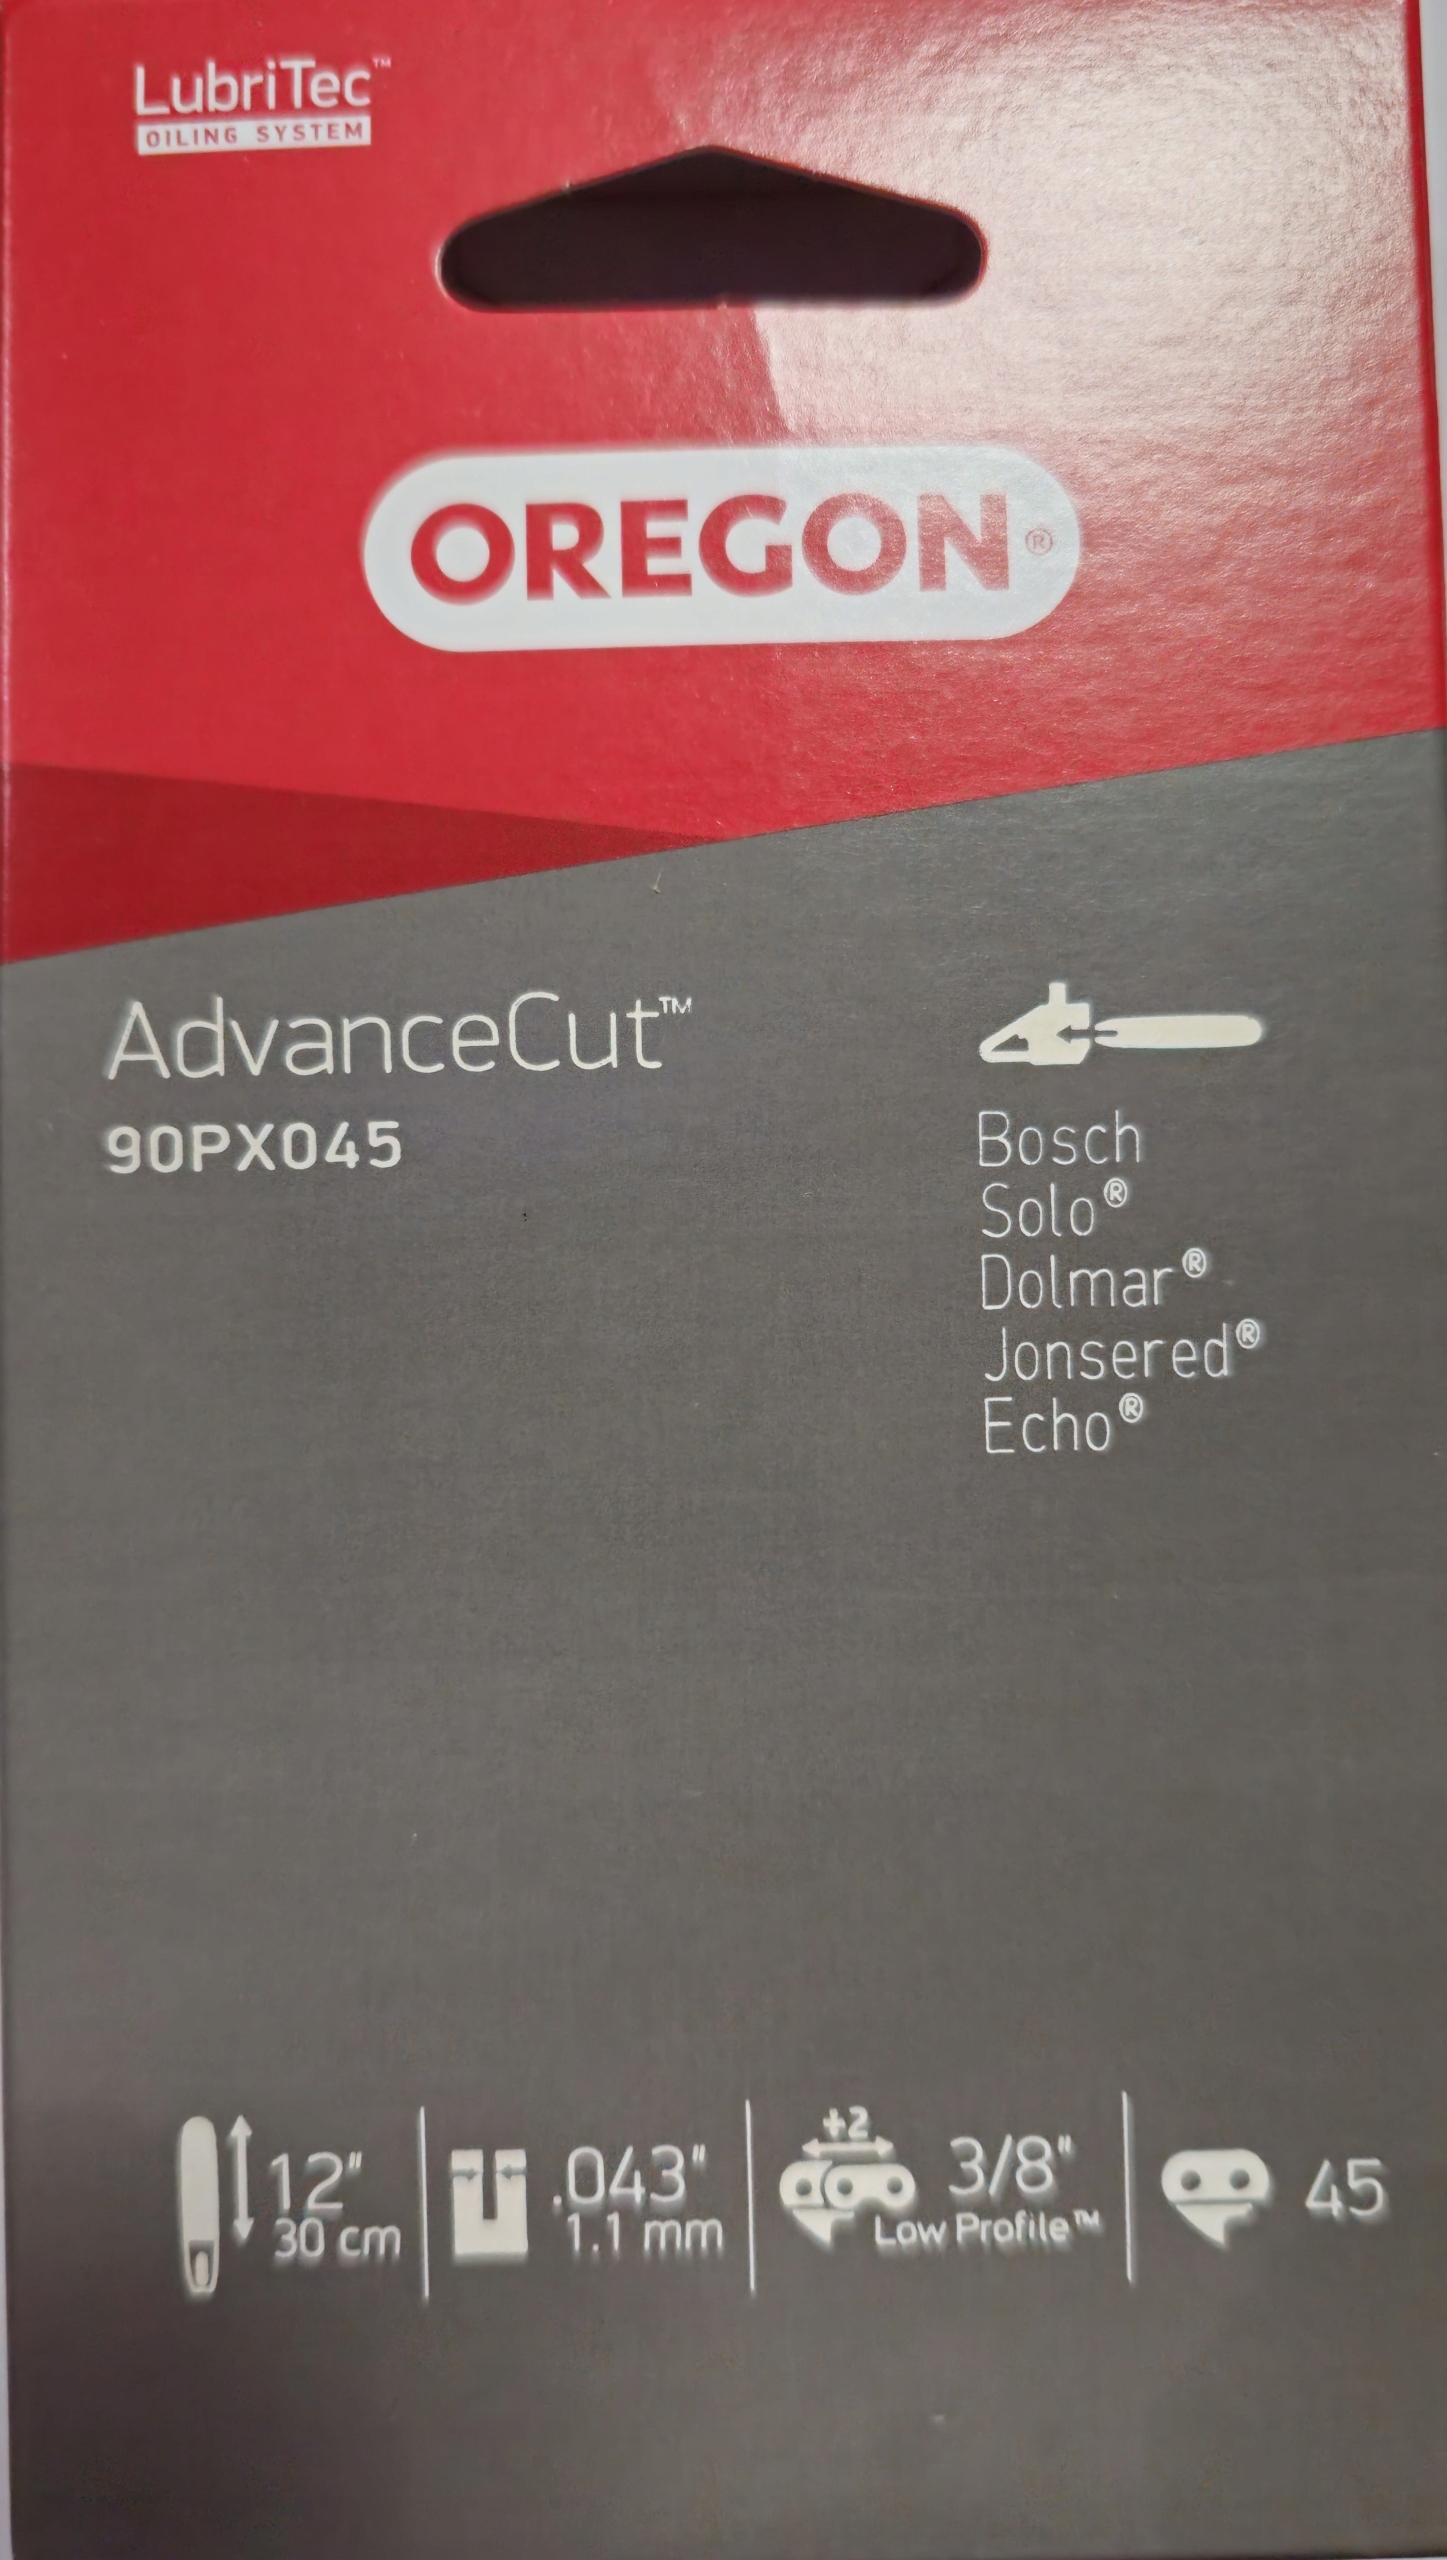 LubriTec™
OILING SYSTEM
OREGON®
AdvanceCut™
90PX045
Bosch
Solo®
Dolmar®
Jonsered®
Echo®
12"
30 cm
.043"
1.1 mm
÷2
3/8"
Low Profile™
45